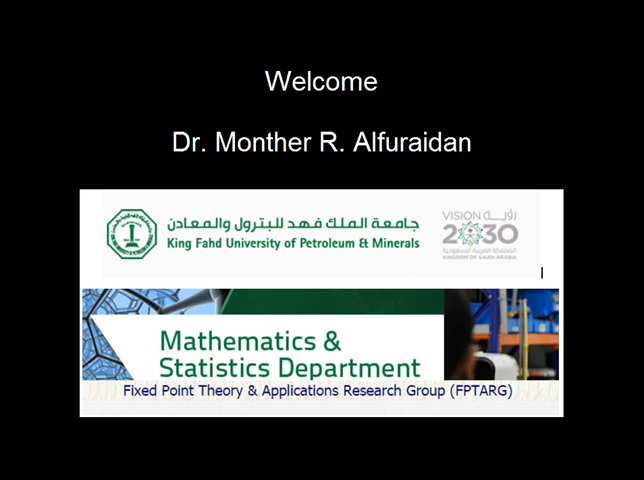 Welcome
Dr. Monther R. Alfuraidan
جامعة الملك فهد للبترول والمعادن
King Fahd University of Petroleum & Minerals
VISION رؤيــة
2030
المملكة العربية السعودية
KINGDOM OF SAUDI ARABIA
Mathematics &
Statistics Department
Fixed Point Theory & Applications Research Group (FPTARG)